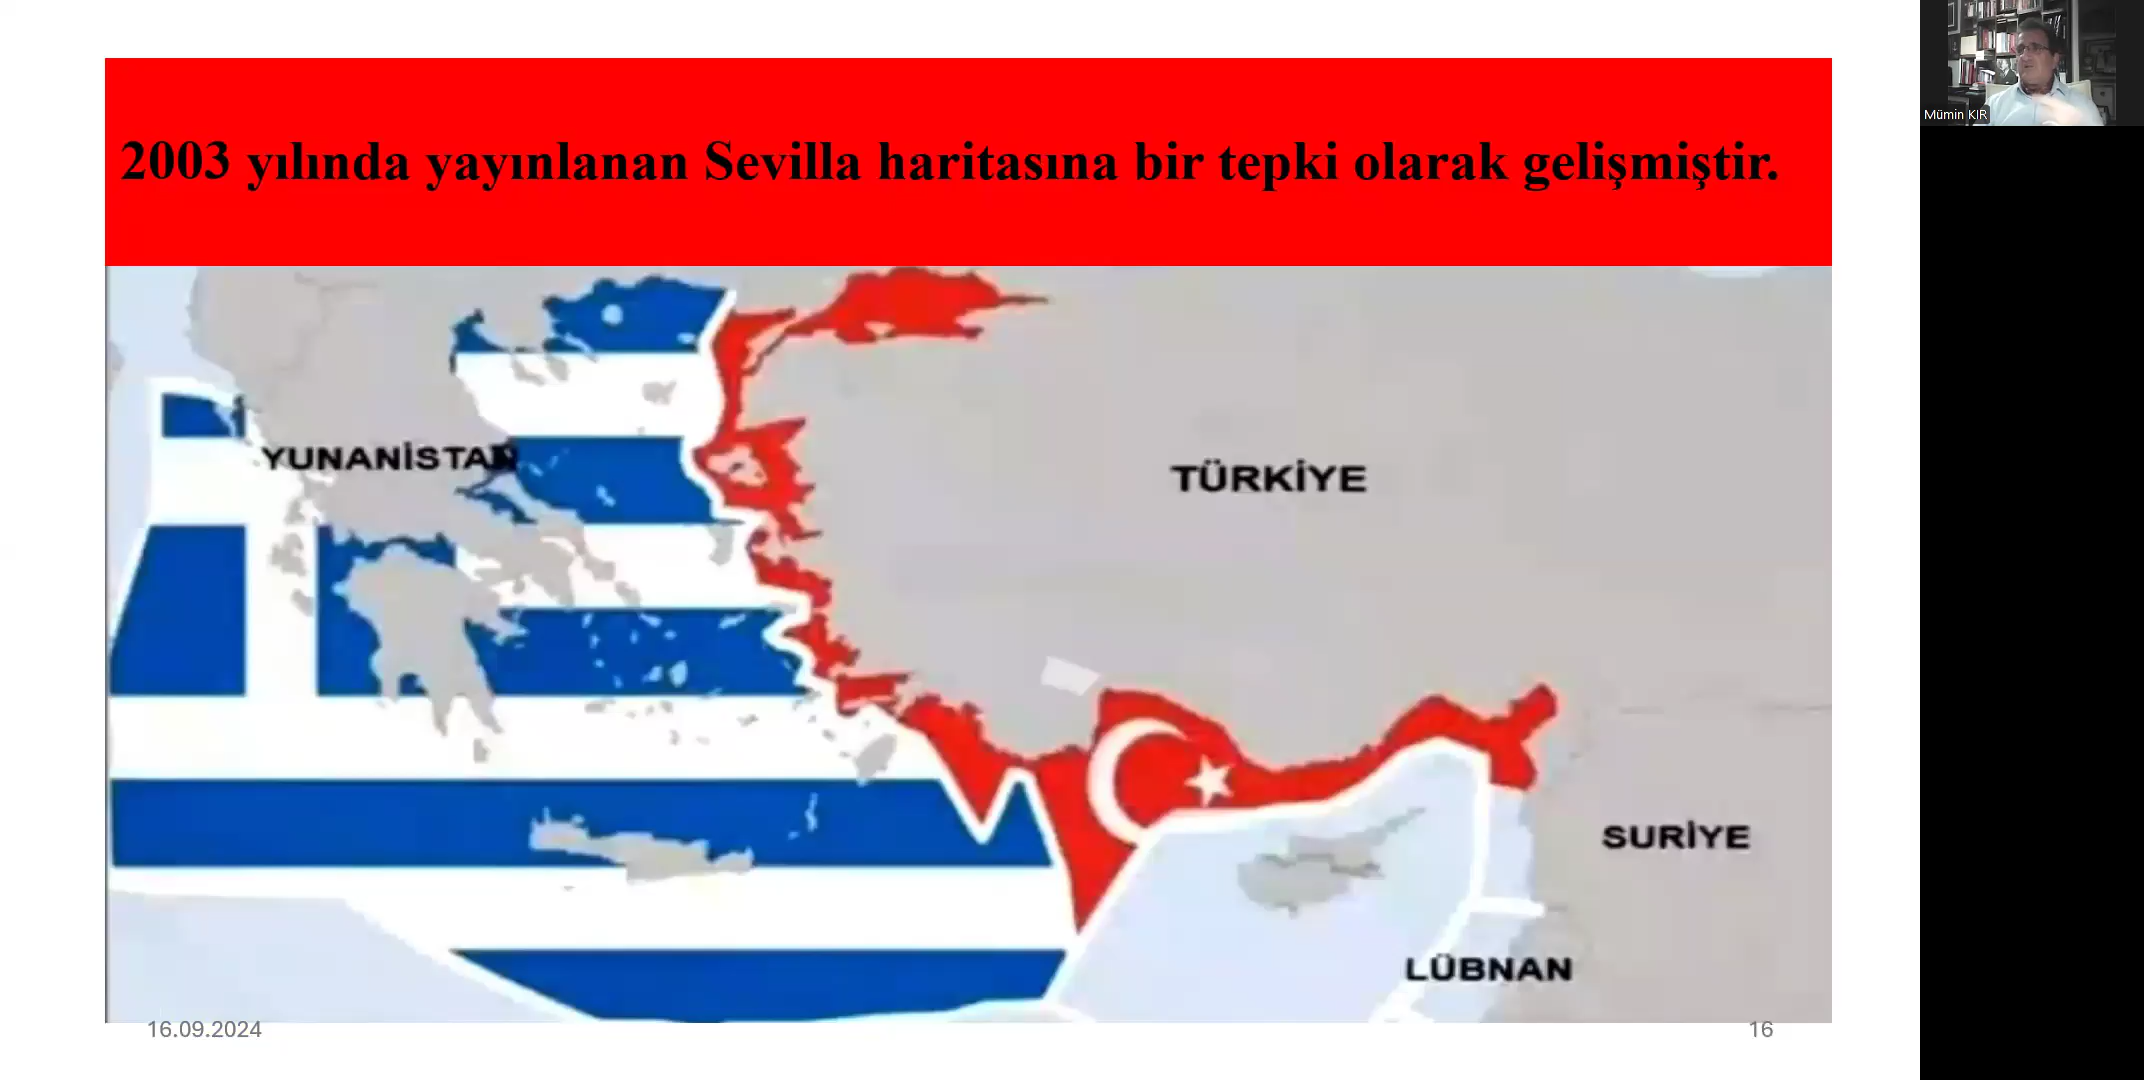 2003 yılında yayınlanan Sevilla haritasına bir tepki olarak gelişmiştir.
Mümin KIR
YUNANİSTAN
TÜRKİYE
SURİYE
LÜBNAN
16.09.2024
16